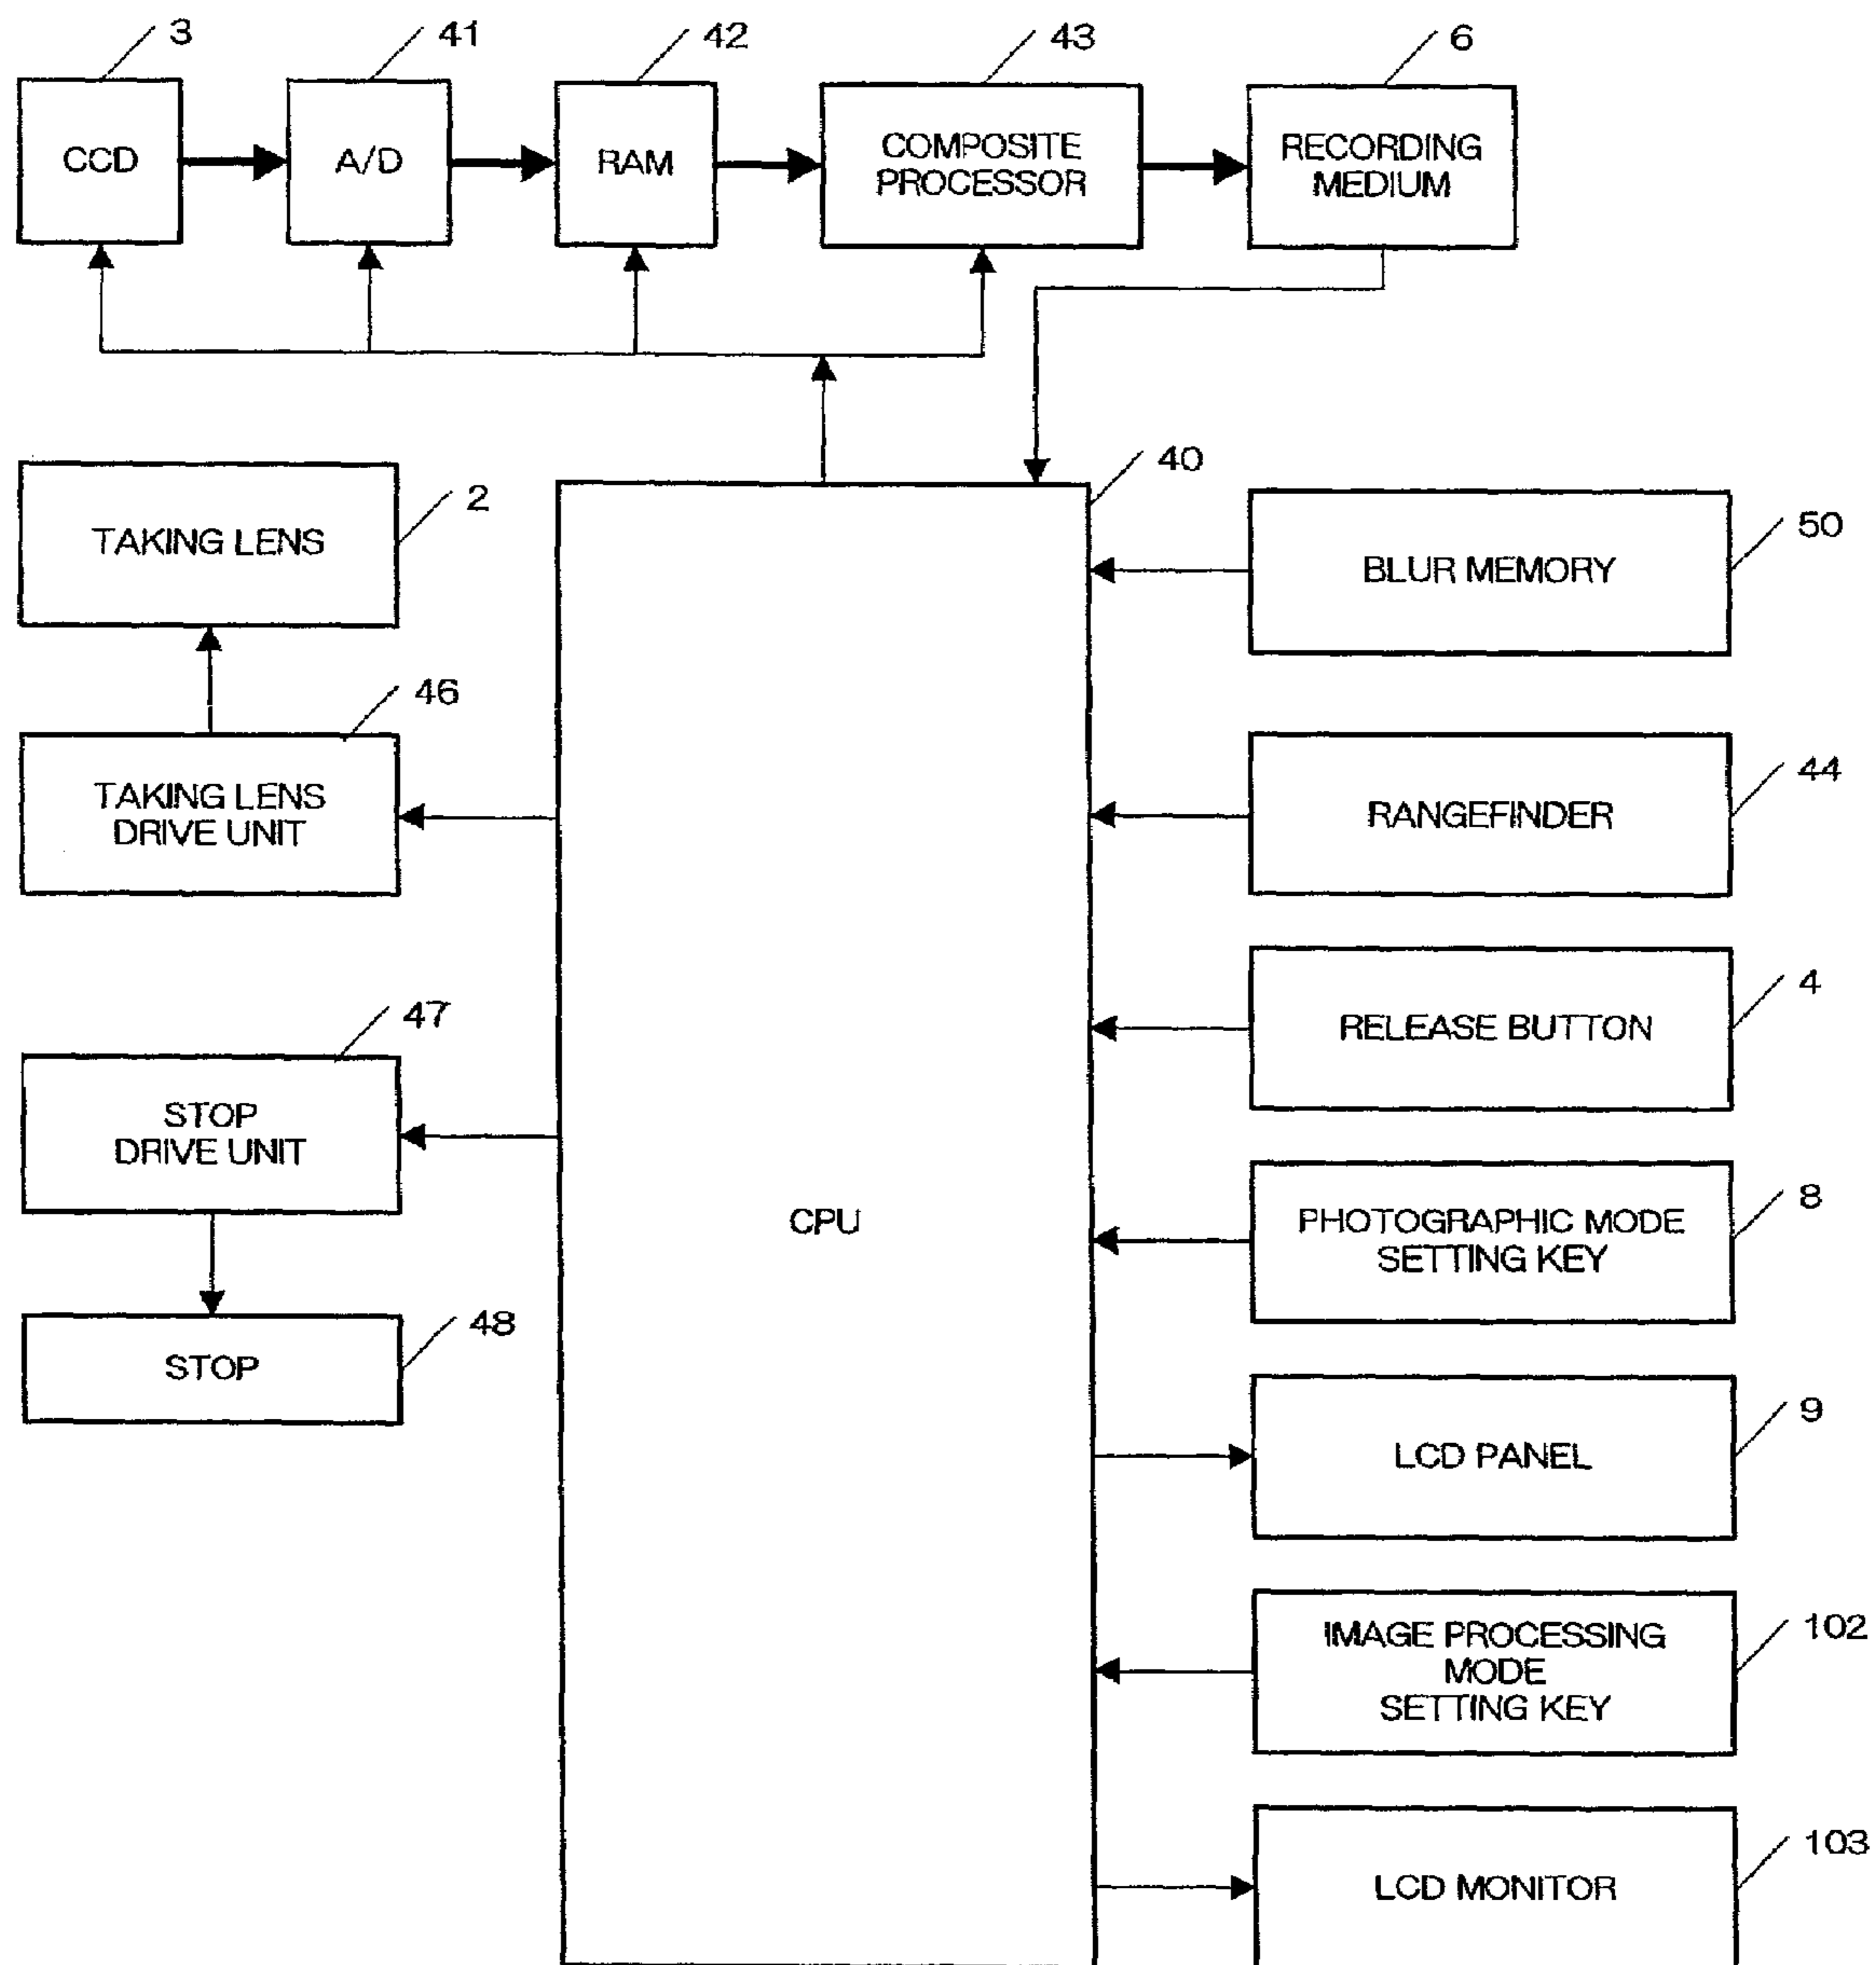 3
41
42
43
6
CCD
A/D
RAM
COMPOSITE
PROCESSOR
RECORDING
MEDIUM
40
2
TAKING LENS
50
BLUR MEMORY
46
TAKING LENS
DRIVE UNIT
44
RANGEFINDER
4
RELEASE BUTTON
47
STOP
DRIVE UNIT
CPU
8
PHOTOGRAPHIC MODE
SETTING KEY
48
STOP
9
LCD PANEL
102
IMAGE PROCESSING
MODE
SETTING KEY
103
LCD MONITOR